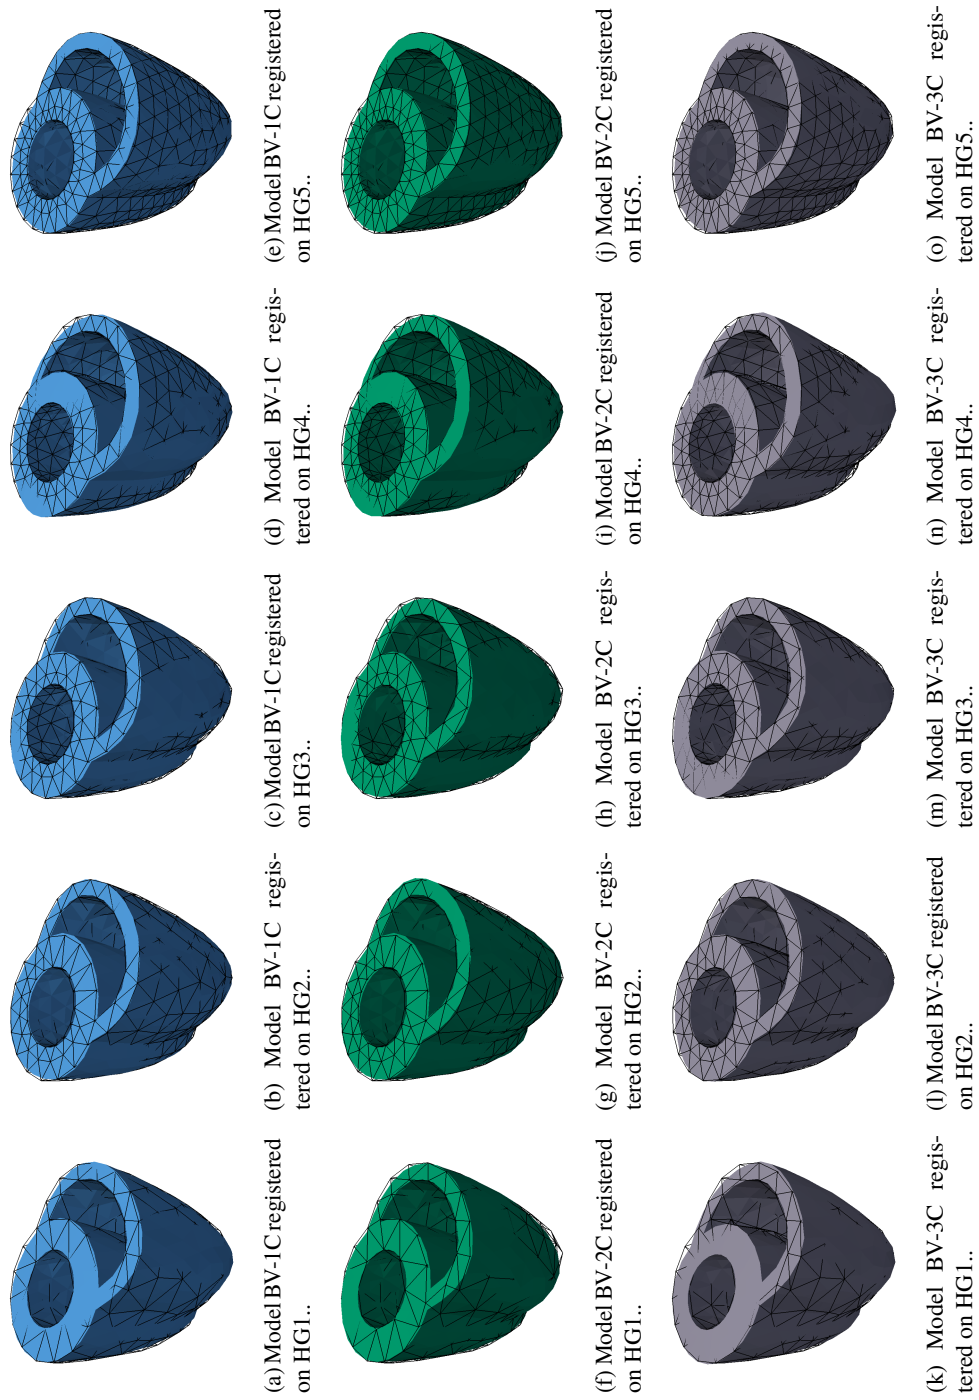 (a) Model BV-1C registered
on HG1..
(b) Model BV-1C regis-
tered on HG2..
(c) Model BV-1C registered
on HG3..
(d) Model BV-1C regis-
tered on HG4..
(e) Model BV-1C registered
on HG5..
(f) Model BV-2C registered
on HG1..
(g) Model BV-2C regis-
tered on HG2..
(h) Model BV-2C regis-
tered on HG3..
(i) Model BV-2C registered
on HG4..
(j) Model BV-2C registered
on HG5..
(k) Model BV-3C regis-
tered on HG1..
(l) Model BV-3C registered
on HG2..
(m) Model BV-3C regis-
tered on HG3..
(n) Model BV-3C regis-
tered on HG4..
(o) Model BV-3C regis-
tered on HG5..